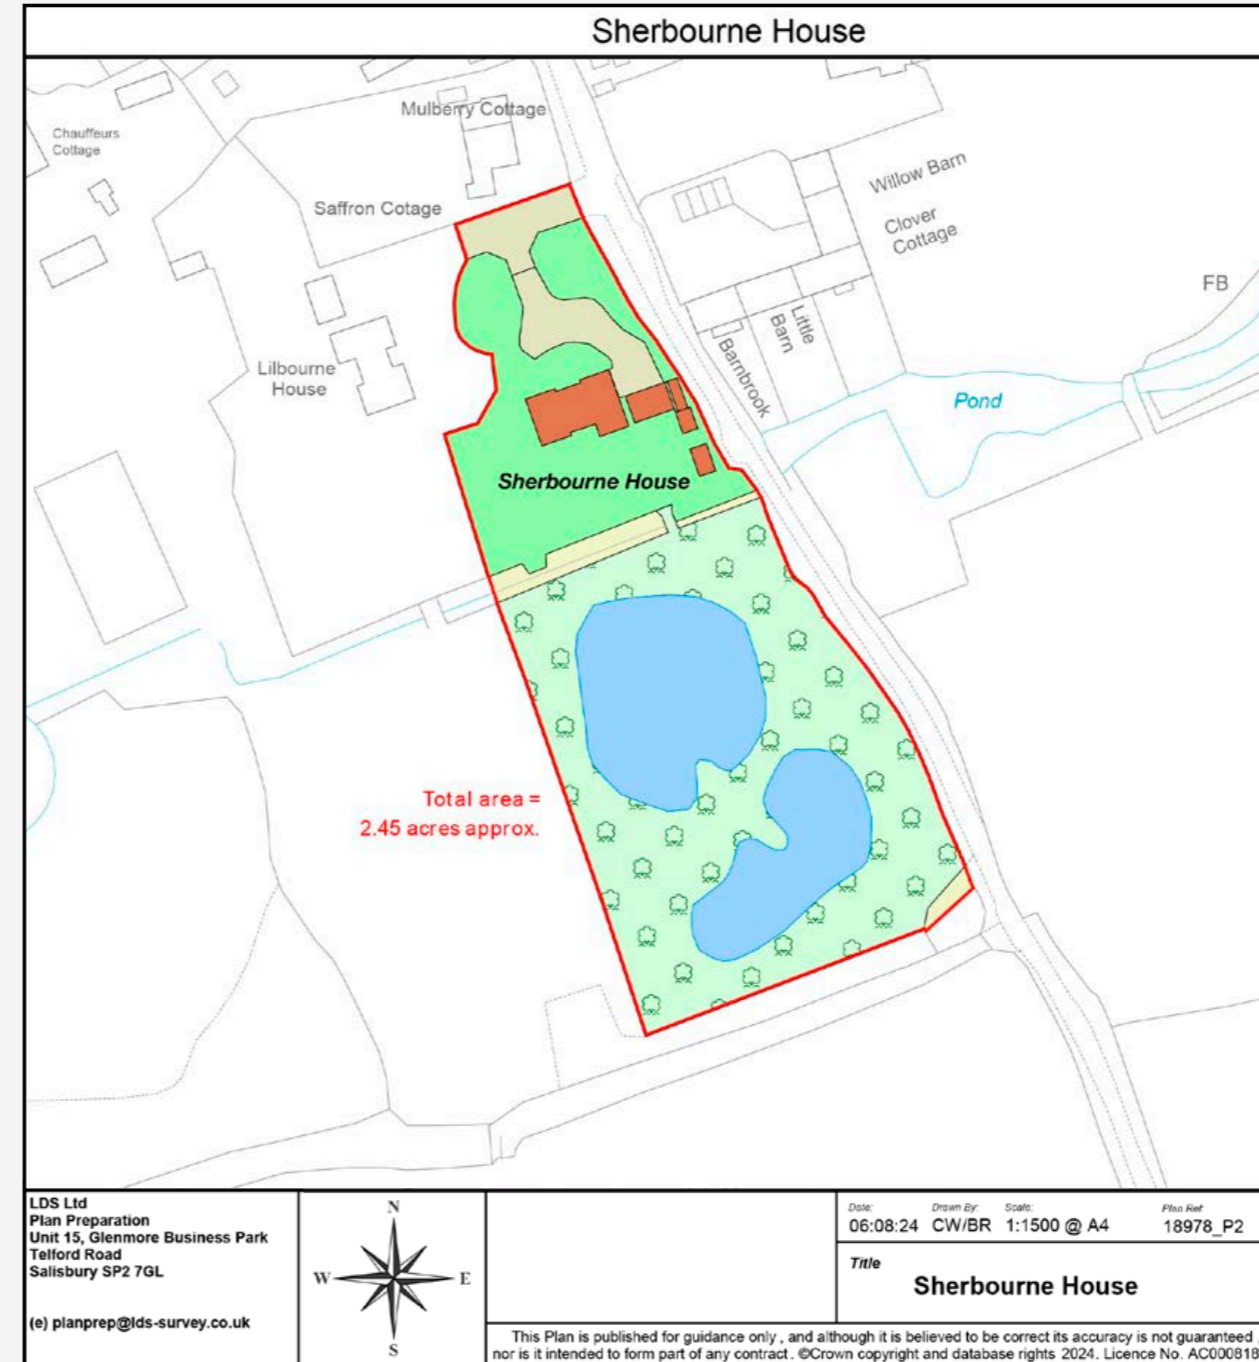 Sherbourne House
Mulberry Cottage
Chauffeurs
Cottage
Saffron Cotage
Willow Barn
Clover
Cottage
FB
Little
Barn
Barnbrook
Lilbourne
House
Pond
Sherbourne House
Total area =
2.45 acres approx.
LDS Ltd
Plan Preparation
Unit 15, Glenmore Business Park
Telford Road
Salisbury SP2 7GL
(e) planprep@lds-survey.co.uk
N
W E
S
Date: Drawn By: Scale: Plan Ref:
06:08:24 CW/BR 1:1500 @ A4 18978_P2
Title
Sherbourne House
This Plan is published for guidance only , and although it is believed to be correct its accuracy is not guaranteed
nor is it intended to form part of any contract . ©Crown copyright and database rights 2024. Licence No.